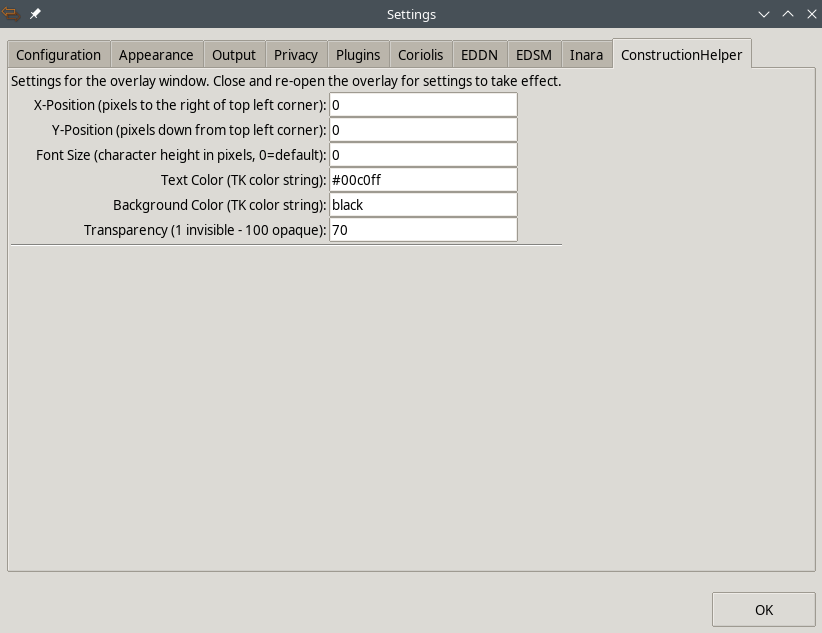 Settings
Configuration Appearance Output Privacy Plugins Coriolis EDDN EDSM Inara ConstructionHelper
Settings for the overlay window. Close and re-open the overlay for settings to take effect.
X-Position (pixels to the right of top left corner): 0
Y-Position (pixels down from top left corner): 0
Font Size (character height in pixels, 0=default): 0
Text Color (TK color string): #00c0ff
Background Color (TK color string): black
Transparency (1 invisible - 100 opaque): 70
OK